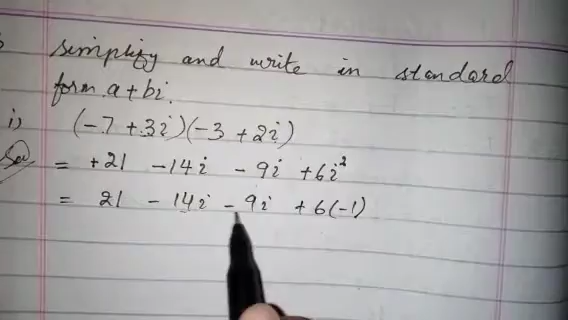 Simplify and write in standard
form a+bi.
i) (-7 + 3i)(-3 + 2i)
Sol = +21 -14i - 9i +6i²
= 21 - 14i - 9i + 6(-1)